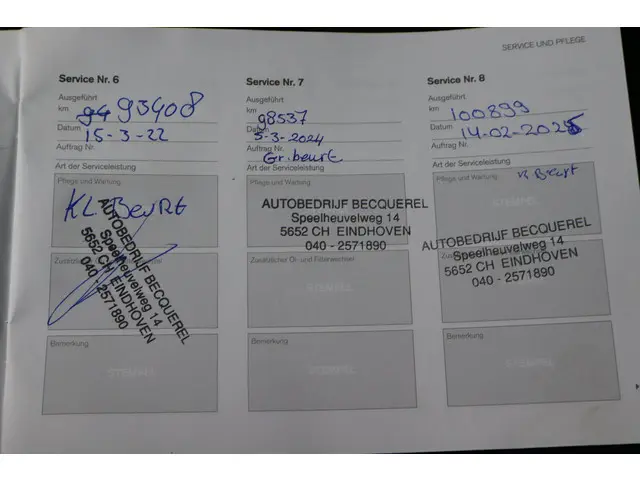 SERVICE UND PFLEGE
Service Nr. 6
Ausgeführt
km 93408
Datum 15-3-22
Auftrag Nr.
Art der Serviceleistung
Pflege und Wartung
KL Beurt
AUTOBEDRIJF BECQUEREL
Speelheuvelweg 14
5652 CH EINDHOVEN
040 - 2571890
Bemerkung
STEMPEL
Service Nr. 7
Ausgeführt
km 98537
Datum 5-3-2024
Auftrag Nr. Gr. beurt
Art der Serviceleistung
Pflege und Wartung
AUTOBEDRIJF BECQUEREL
Speelheuvelweg 14
5652 CH EINDHOVEN
040 - 2571890
Zusätzlicher Öl- und Filterwechsel
STEMPEL
Bemerkung
STEMPEL
Service Nr. 8
Ausgeführt
km 100899
Datum 14-02-2025
Auftrag Nr.
Art der Serviceleistung
Pflege und Wartung
Beurt
STEMPEL
AUTOBEDRIJF BECQUEREL
Speelheuvelweg 14
5652 CH EINDHOVEN
040 - 2571890
Bemerkung
STEMPEL